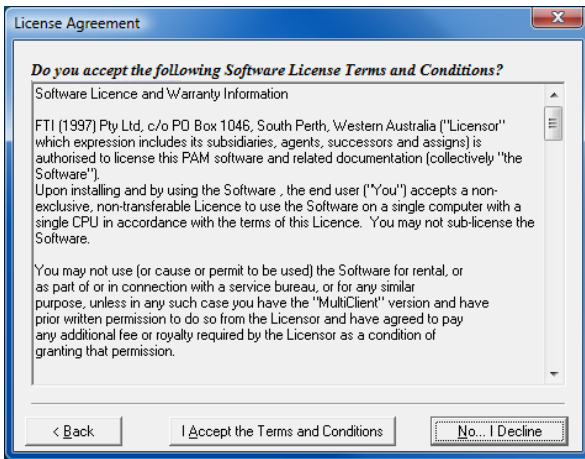 License Agreement
Do you accept the following Software License Terms and Conditions?
Software Licence and Warranty Information
FTI (1997) Pty Ltd, c/o PO Box 1046, South Perth, Western Australia ("Licensor"
which expression includes its subsidiaries, agents, successors and assigns) is
authorised to license this PAM software and related documentation (collectively "the
Software").
Upon installing and by using the Software , the end user ("You") accepts a non-
exclusive, non-transferable Licence to use the Software on a single computer with a
single CPU in accordance with the terms of this Licence.  You may not sub-license the
Software.
You may not use (or cause or permit to be used) the Software for rental, or
as part of or in connection with a service bureau, or for any similar
purpose, unless in any such case you have the "MultiClient" version and have
prior written permission to do so from the Licensor and have agreed to pay
any additional fee or royalty required by the Licensor as a condition of
granting that permission.
< Back
I Accept the Terms and Conditions
No... I Decline